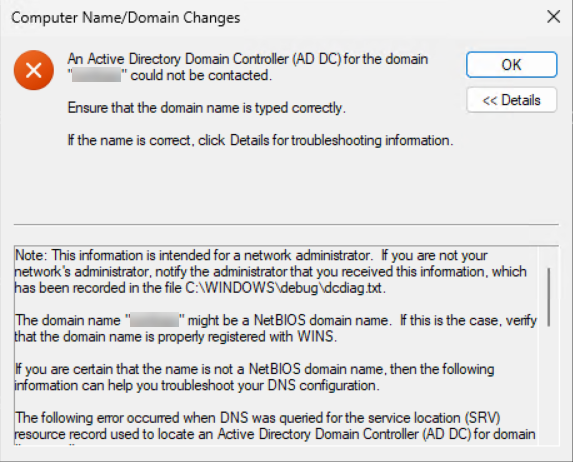 Computer Name/Domain Changes
An Active Directory Domain Controller (AD DC) for the domain
"" could not be contacted.
OK
<< Details
Ensure that the domain name is typed correctly.
If the name is correct, click Details for troubleshooting information.
Note: This information is intended for a network administrator. If you are not your
network's administrator, notify the administrator that you received this information, which
has been recorded in the file C:\WINDOWS\debug\dcdiag.txt.
The domain name "" might be a NetBIOS domain name. If this is the case, verify
that the domain name is properly registered with WINS.
If you are certain that the name is not a NetBIOS domain name, then the following
information can help you troubleshoot your DNS configuration.
The following error occurred when DNS was queried for the service location (SRV)
resource record used to locate an Active Directory Domain Controller (AD DC) for domain